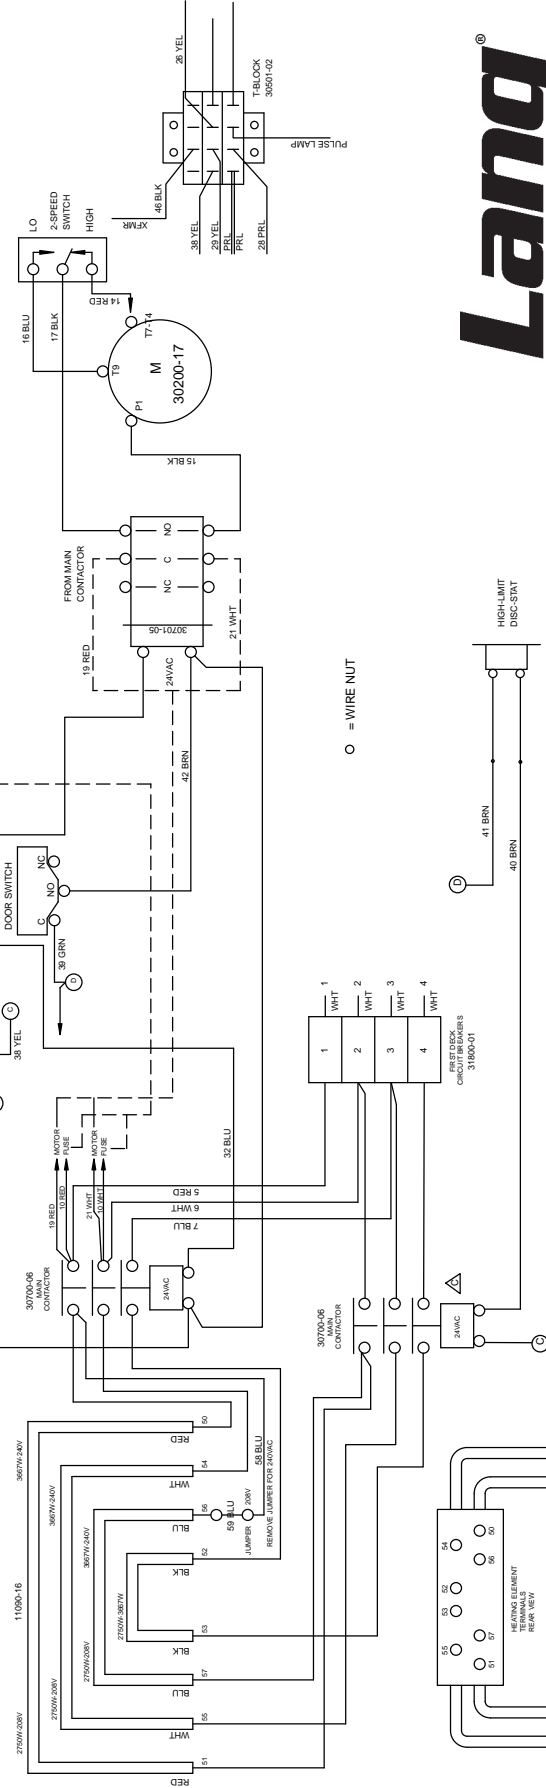 26 YEL
T-BLOCK
30501-02
PULSE LAMP
46 BLK
XFMR
38 YEL
29 YEL
PRL
PRL
28 PRL
Lang®
LO
2-SPEED
SWITCH
HIGH
16 BLU
17 BLK
14 RED
T7-T4
T9
M
30200-17
P1
15 BLK
FROM MAIN
CONTACTOR
NO
C
NC
30701-05
19 RED
21 WHT
24VAC
42 BRN
= WIRE NUT
HIGH-LIMIT
DISC-STAT
41 BRN
40 BRN
D
DOOR SWITCH
NC
NO
C
39 GRN
D
C
38 YEL
1
2
3
4
WHT
WHT
WHT
WHT
1
2
3
4
FIRST DECK
CIRCUIT BREAKERS
31800-01
MOTOR
FUSE
MOTOR
FUSE
19 RED
10 RED
21 WHT
10 WHT
32 BLU
5 RED
6 WHT
7 BLU
30700-06
MAIN
CONTACTOR
24VAC
30700-06
MAIN
CONTACTOR
24VAC
C
C
3667W-240V
3667W-240V
3667W-240V
2750W-3667W
2750W-208V
2750W-208V
2750W-208V
11090-16
50
RED
54
WHT
56
BLU
52
BLK
53
BLK
57
BLU
55
WHT
51
RED
58 BLU
59 BLU
JUMPER
208V
REMOVE JUMPER FOR 240VAC
54
50
56
52
53
55
57
51
HEATING ELEMENT
TERMINALS
REAR VIEW